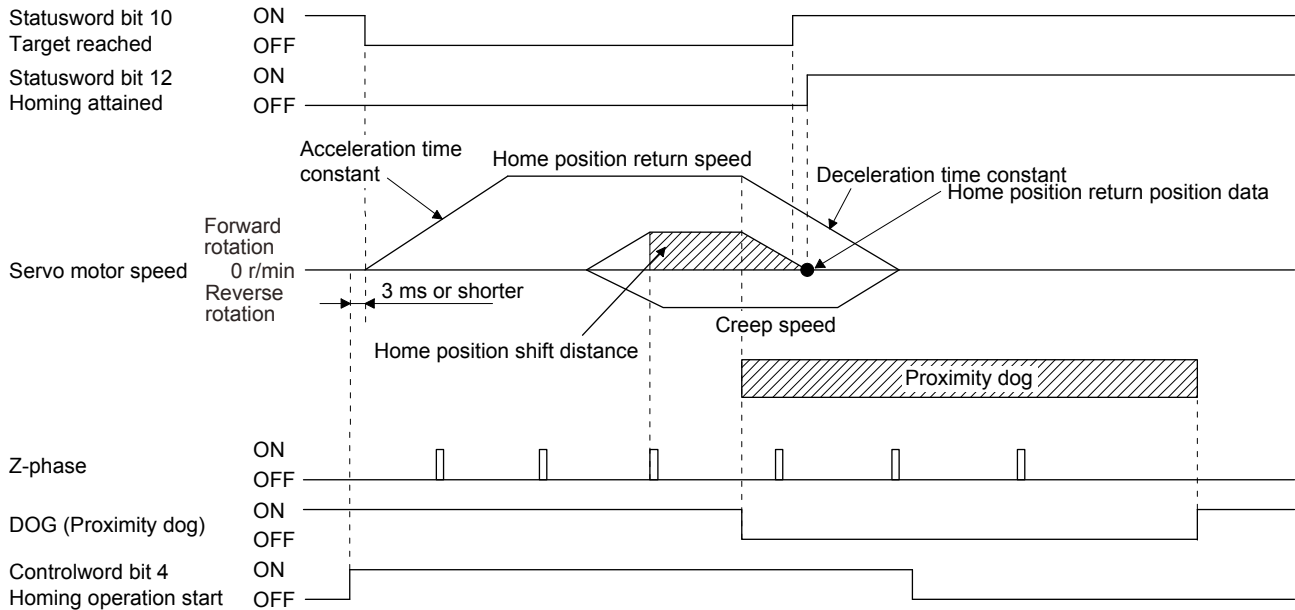 Statusword bit 10
Target reached
ON
OFF
Statusword bit 12
Homing attained
ON
OFF
Acceleration time
constant
Home position return speed
Deceleration time constant
Home position return position data
Servo motor speed
Forward
rotation
0 r/min
Reverse
rotation
3 ms or shorter
Creep speed
Home position shift distance
Proximity dog
Z-phase
ON
OFF
DOG (Proximity dog)
ON
OFF
Controlword bit 4
Homing operation start
ON
OFF